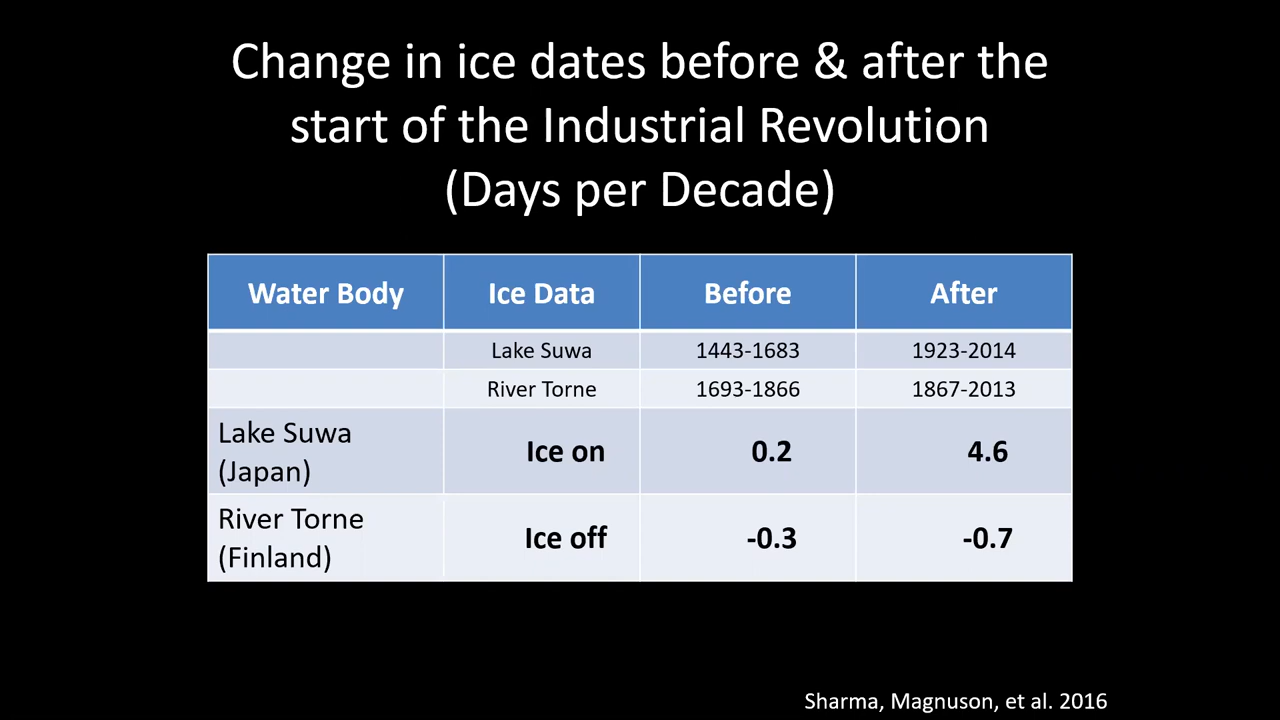 Change in ice dates before & after the
start of the Industrial Revolution
(Days per Decade)
Water Body Ice Data Before After
Lake Suwa 1443-1683 1923-2014
River Torne 1693-1866 1867-2013
Lake Suwa
(Japan) Ice on 0.2 4.6
River Torne
(Finland) Ice off -0.3 -0.7
Sharma, Magnuson, et al. 2016